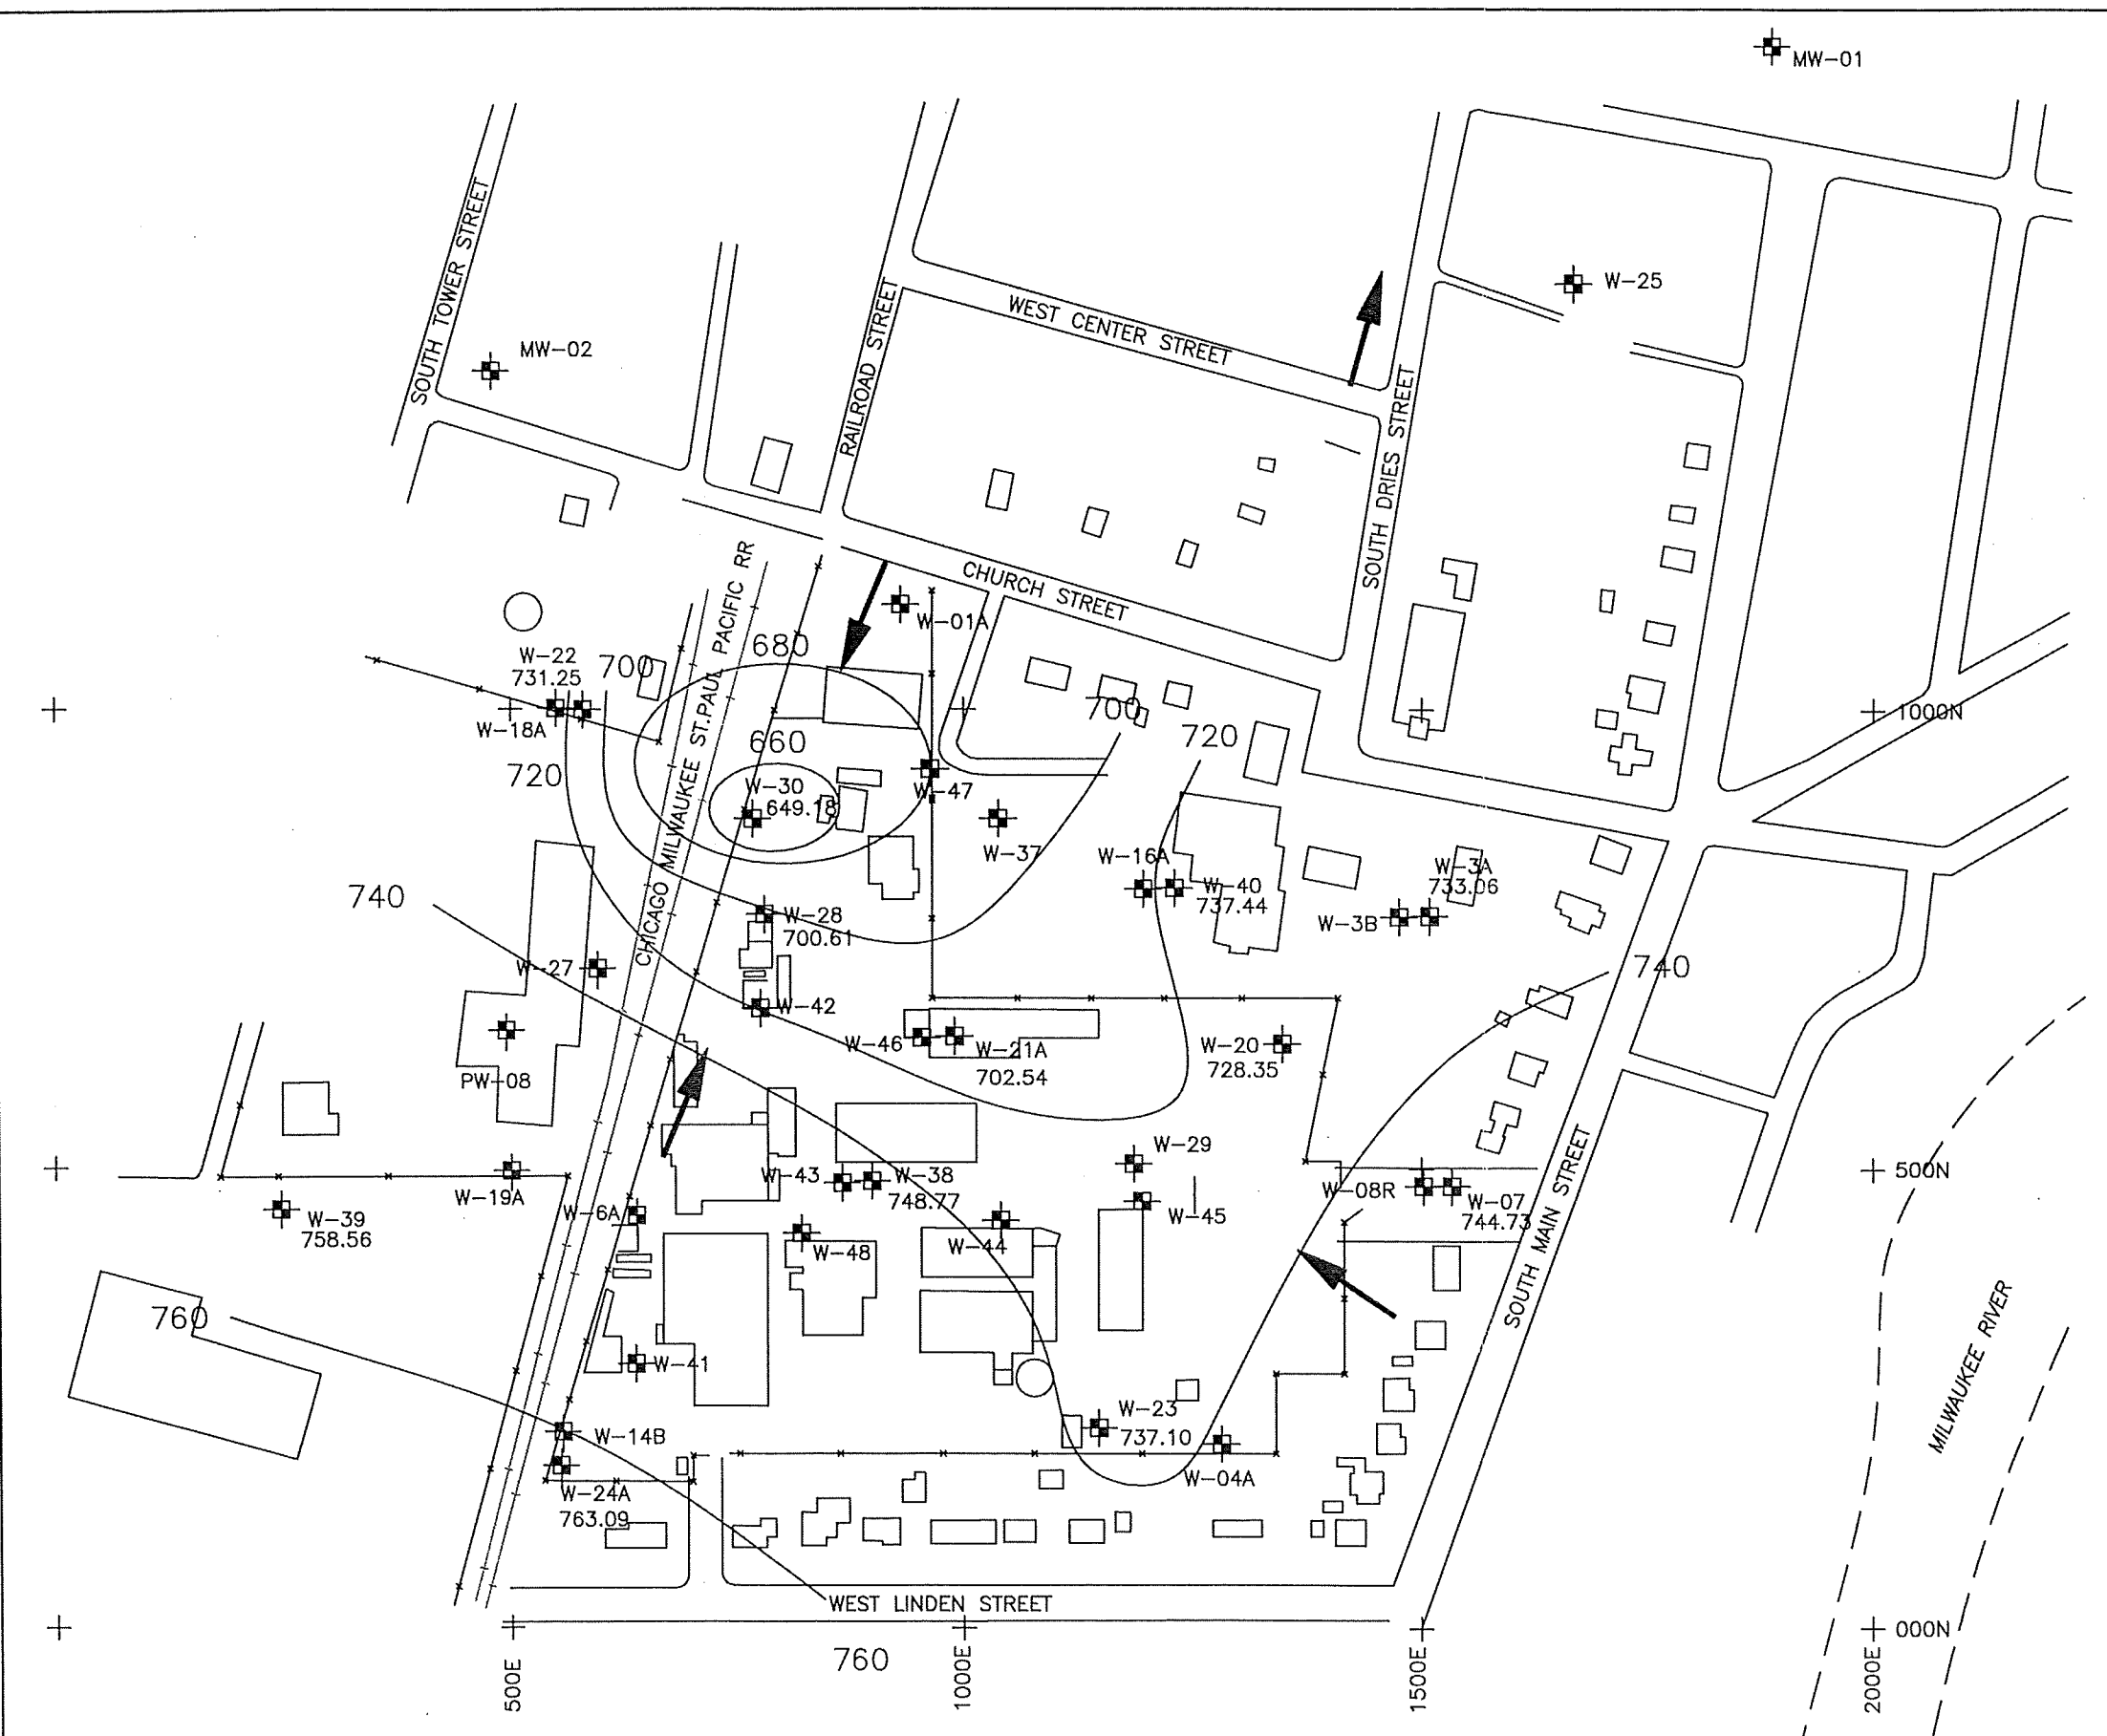 MW-01
W-25
SOUTH TOWER STREET
MW-02
RAILROAD STREET
WEST CENTER STREET
SOUTH DRIES STREET
CHURCH STREET
CHICAGO MILWAUKEE ST.PAUL PACIFIC RR
W-01A
680
W-22
731.25
700
W-18A
720
660
W-30
649.18
W-47
700
720
1000N
W-37
W-16A
W-40
737.44
W-3A
733.06
W-3B
740
W-28
700.61
W-27
740
W-42
W-46
W-21A
702.54
W-20
728.35
PW-08
W-29
W-43
W-38
748.77
500N
W-19A
W-08R
W-07
744.73
W-39
758.56
W-6A
W-45
W-48
W-44
SOUTH MAIN STREET
760
MILWAUKEE RIVER
W-41
W-23
737.10
W-14B
W-04A
W-24A
763.09
WEST LINDEN STREET
000N
760
500E
1000E
1500E
2000E